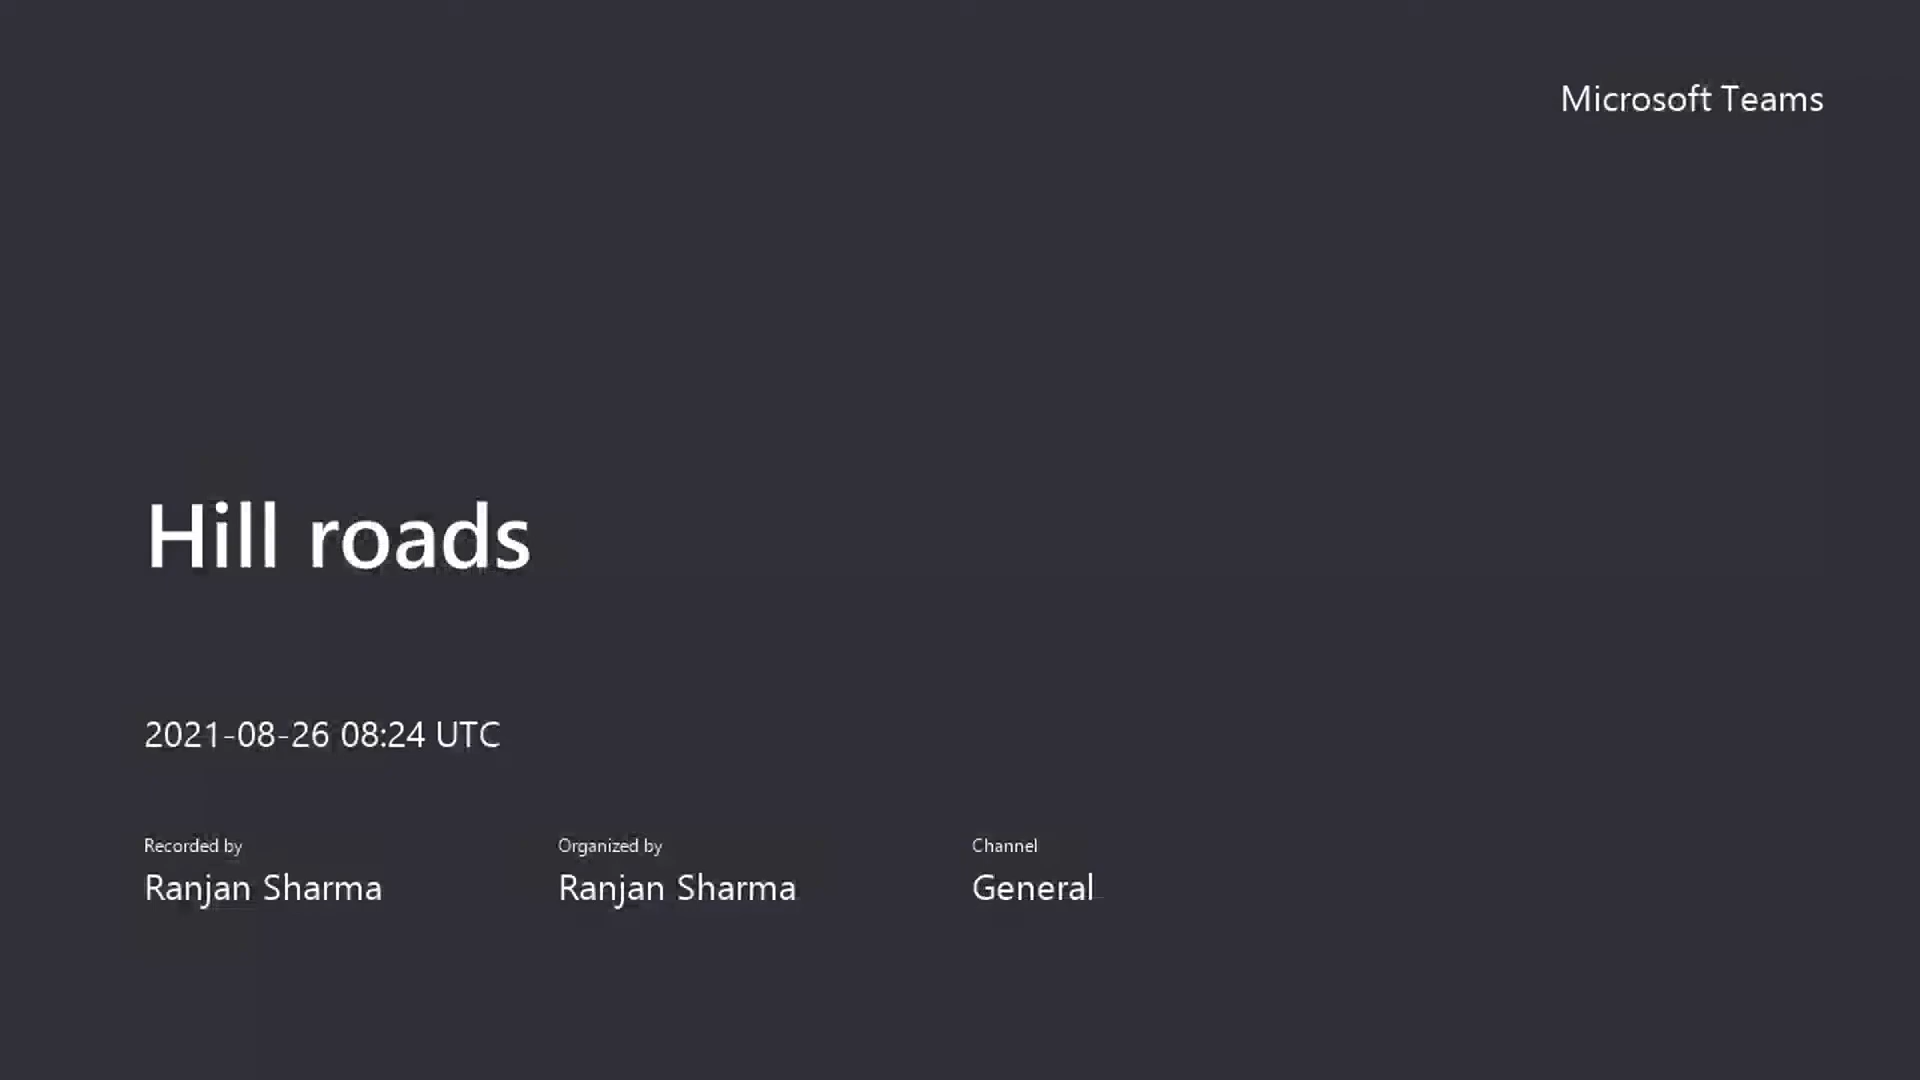 Microsoft Teams
Hill roads
2021-08-26 08:24 UTC
Recorded by
Ranjan Sharma
Organized by
Ranjan Sharma
Channel
General